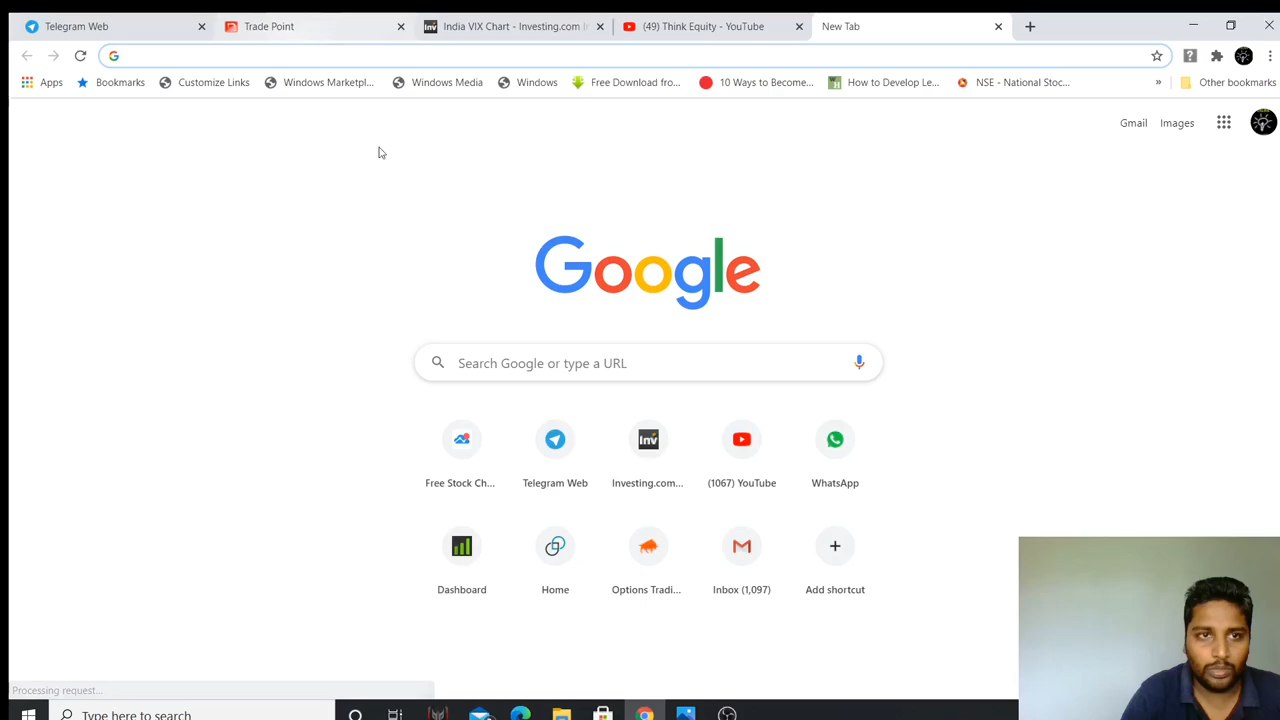 Telegram Web
Trade Point
India VIX Chart - Investing.com I
(49) Think Equity - YouTube
New Tab
Apps
Bookmarks
Customize Links
Windows Marketpl...
Windows Media
Windows
Free Download fro...
10 Ways to Become...
How to Develop Le...
NSE - National Stoc...
»
Other bookmarks
Gmail
Images
Google
Search Google or type a URL
Free Stock Ch...
Telegram Web
Inv
Investing.com...
(1067) YouTube
WhatsApp
Dashboard
Home
Options Tradi...
Inbox (1,097)
Add shortcut
Processing request...
Type here to search